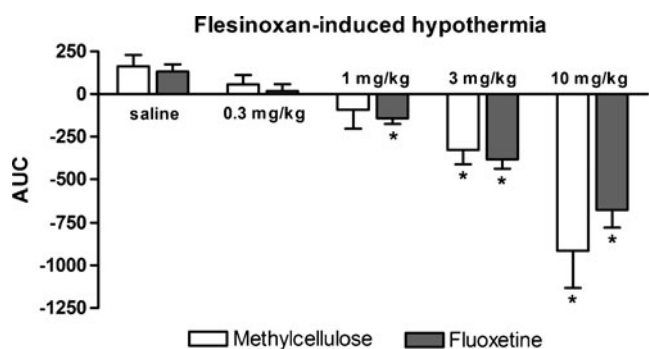 Flesinoxan-induced hypothermia
250
1 mg/kg 3 mg/kg 10 mg/kg
0
saline 0.3 mg/kg
-250
* * * * *
-500
AUC
-750
-1000
-1250
Methylcellulose Fluoxetine